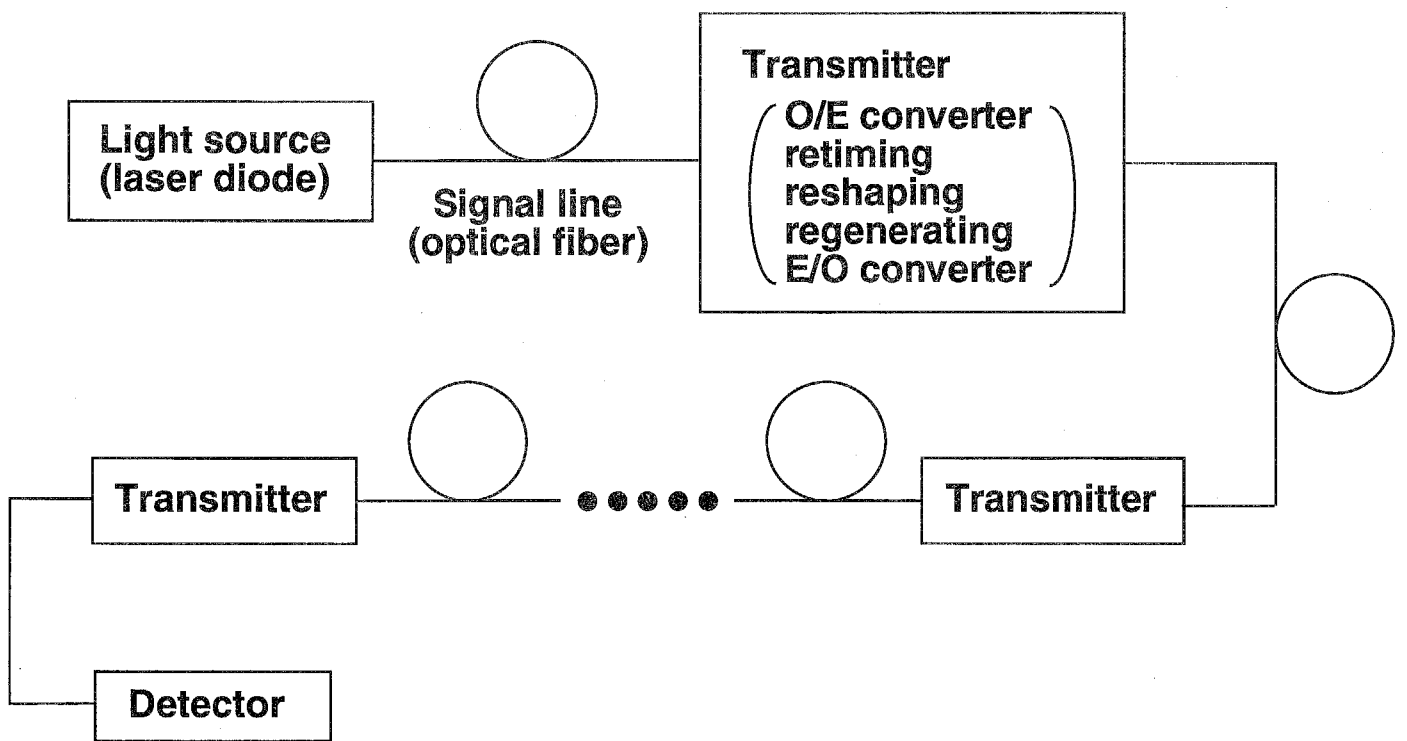 Light source
(laser diode)
Signal line
(optical fiber)
Transmitter
O/E converter
retiming
reshaping
regenerating
E/O converter
Transmitter
Transmitter
Detector